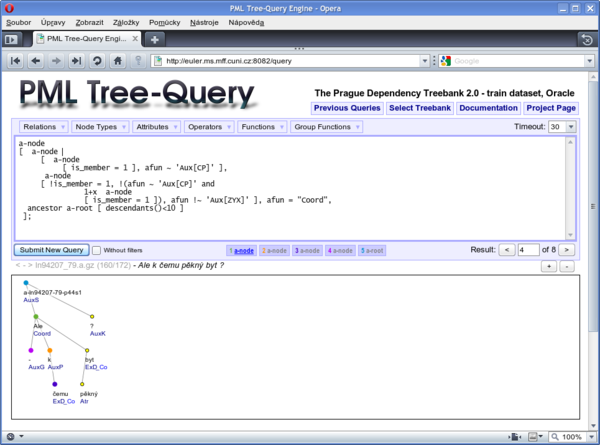 PML Tree-Query Engine - Opera
Soubor Úpravy Zobrazit Záložky Pomůcky Nástroje Nápověda
PML Tree-Query Engi...
http://euler.ms.mff.cuni.cz:8082/query
Google
PML Tree-Query
The Prague Dependency Treebank 2.0 - train dataset, Oracle
Previous Queries Select Treebank Documentation Project Page
Relations Node Types Attributes Operators Functions Group Functions Timeout: 30
a-node
[ a-node
[ a-node
[ is_member = 1 ], afun ~ 'Aux[CP]' ],
a-node
[ !is_member = 1, !(afun ~ 'Aux[CP]' and
1+x a-node
[ is_member = 1 ]), afun !~ 'Aux[ZYX]' ], afun = "Coord",
ancestor a-root [ descendants()<10 ]
];
Submit New Query Without filters 1 a-node 2 a-node 3 a-node 4 a-node 5 a-root Result: < 4 of 8 >
< - > ln94207_79.a.gz (160/172) - Ale k čemu pěkný byt ? + -
a-ln94207-79-p44s1
AuxS
Ale ?
Coord AuxK
- k byt
AuxG AuxP ExD_Co
čemu pěkný
ExD_Co Atr
100%